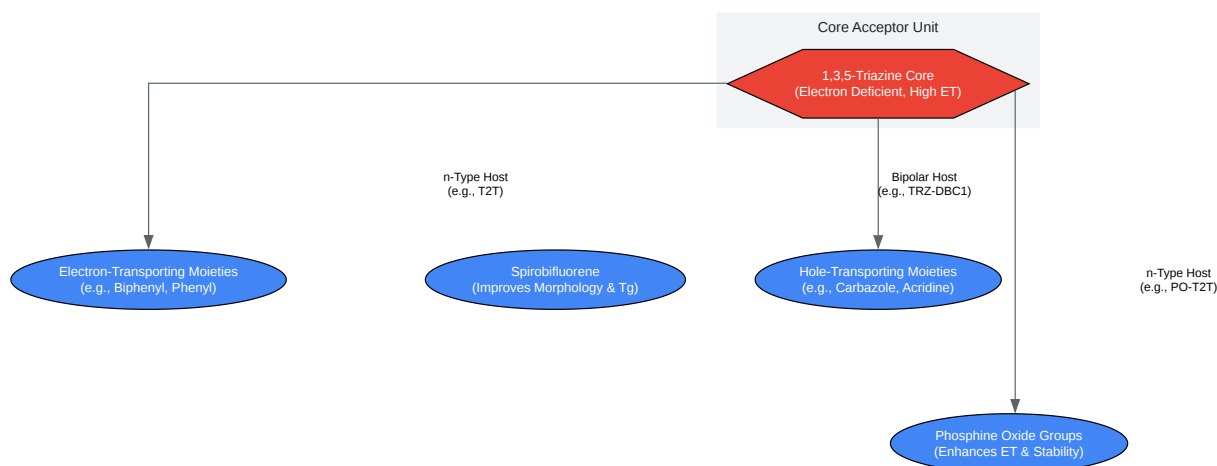 Core Acceptor Unit
1,3,5-Triazine Core
(Electron Deficient, High ET)
n-Type Host
(e.g., T2T)
Bipolar Host
(e.g., TRZ-DBC1)
Electron-Transporting Moieties
(e.g., Biphenyl, Phenyl)
Spirobifluorene
(Improves Morphology & Tg)
Hole-Transporting Moieties
(e.g., Carbazole, Acridine)
n-Type Host
(e.g., PO-T2T)
Phosphine Oxide Groups
(Enhances ET & Stability)